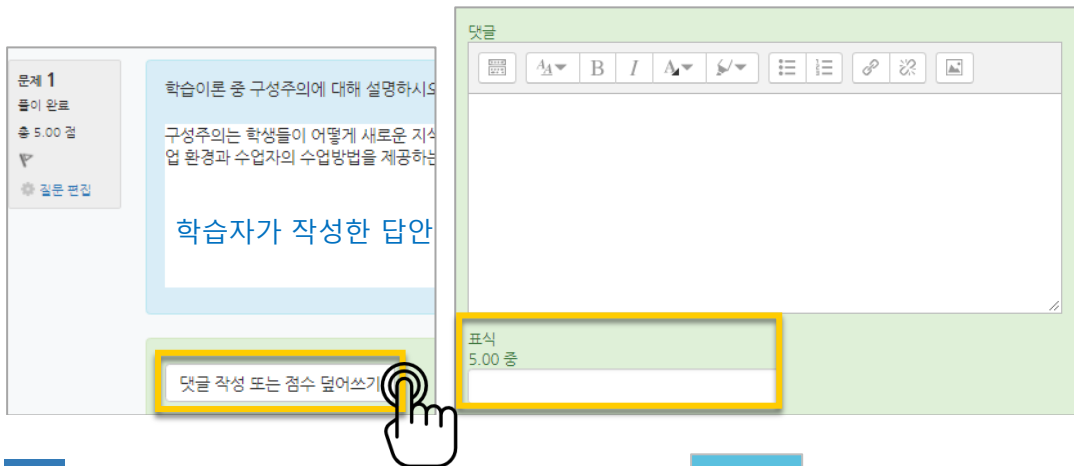 문제 1
풀이 완료
총 5.00 점
질문 편집
학습이론 중 구성주의에 대해 설명하시오
구성주의는 학생들이 어떻게 새로운 지식
업 환경과 수업자의 수업방법을 제공하는
학습자가 작성한 답안
댓글 작성 또는 점수 덮어쓰기
댓글
B I
표식
5.00 중